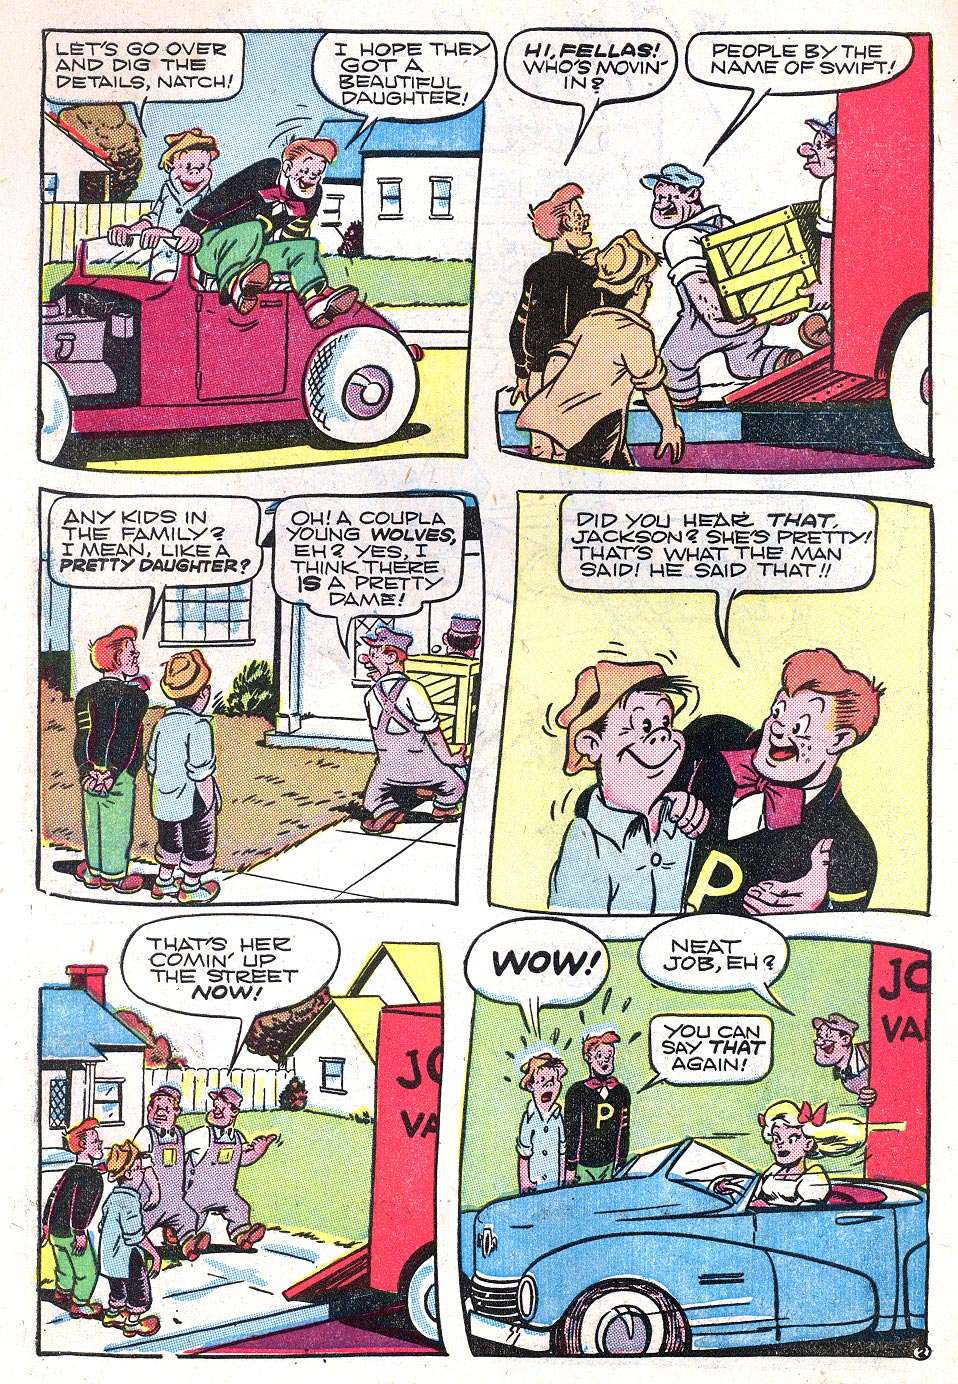 LET'S GO OVER
AND DIG THE
DETAILS, NATCH!
I HOPE THEY
GOT A
BEAUTIFUL
DAUGHTER!
HI, FELLAS!
WHO'S MOVIN'
IN?
PEOPLE BY THE
NAME OF SWIFT!
ANY KIDS IN
THE FAMILY?
I MEAN, LIKE A
PRETTY DAUGHTER?
OH! A COUPLA
YOUNG WOLVES,
EH? YES, I
THINK THERE
IS A PRETTY
DAME!
DID YOU HEAR THAT,
JACKSON? SHE'S PRETTY!
THAT'S WHAT THE MAN
SAID! HE SAID THAT!!
P
THAT'S HER
COMIN' UP
THE STREET
NOW!
JO
VA
WOW!
NEAT
JOB, EH?
YOU CAN
SAY THAT
AGAIN!
P
JO
VA
2